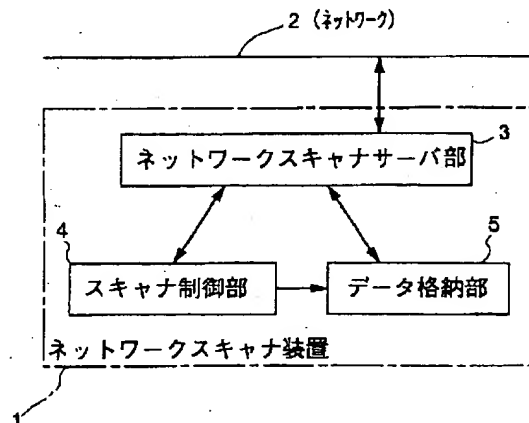 2 (ネットワーク)
3
ネットワークスキャナサーバ部
4
5
スキャナ制御部
データ格納部
ネットワークスキャナ装置
1